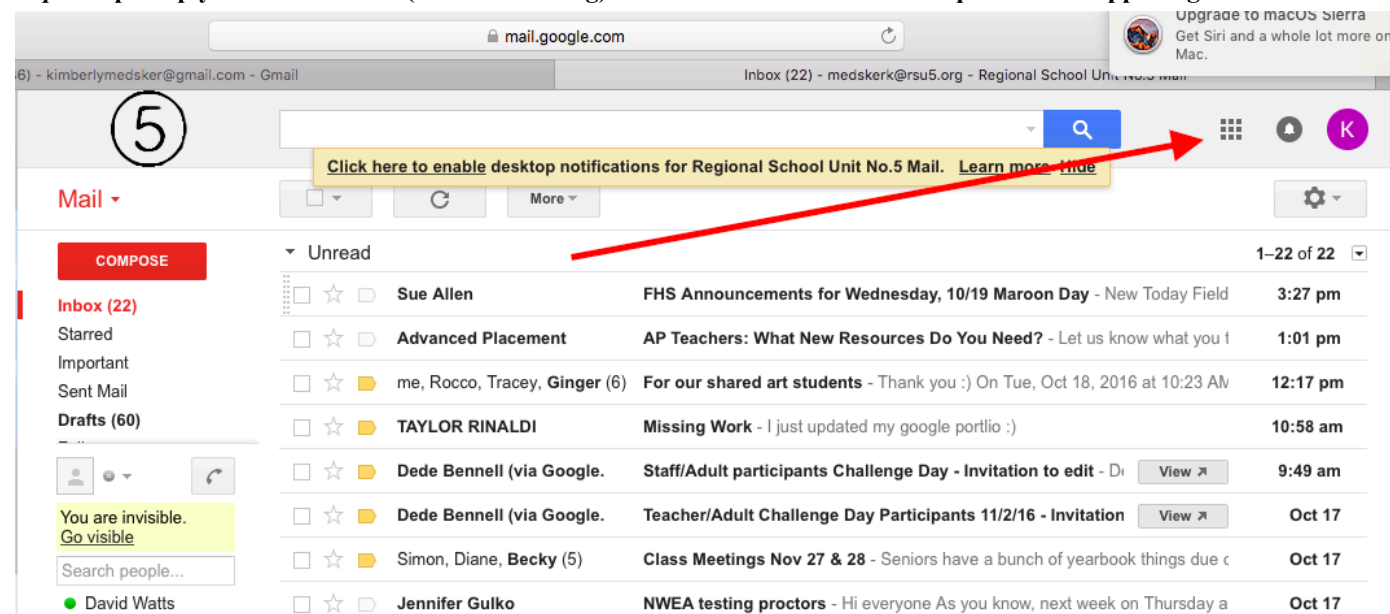 mail.google.com
Upgrade to macOS Sierra
Get Siri and a whole lot more on
Mac.
6) - kimberlymedsker@gmail.com - Gmail
Inbox (22) - medskerk@rsu5.org - Regional School Unit No.5 Mail
5
K
Click here to enable desktop notifications for Regional School Unit No.5 Mail. Learn more Hide
Mail
More
COMPOSE
Unread
1–22 of 22
Inbox (22)
Starred
Important
Sent Mail
Drafts (60)
Sue Allen FHS Announcements for Wednesday, 10/19 Maroon Day - New Today Field 3:27 pm
Advanced Placement AP Teachers: What New Resources Do You Need? - Let us know what you t 1:01 pm
me, Rocco, Tracey, Ginger (6) For our shared art students - Thank you :) On Tue, Oct 18, 2016 at 10:23 AM 12:17 pm
TAYLOR RINALDI Missing Work - I just updated my google portlio :) 10:58 am
Dede Bennell (via Google. Staff/Adult participants Challenge Day - Invitation to edit - De View 9:49 am
Dede Bennell (via Google. Teacher/Adult Challenge Day Participants 11/2/16 - Invitation View Oct 17
Simon, Diane, Becky (5) Class Meetings Nov 27 & 28 - Seniors have a bunch of yearbook things due Oct 17
Jennifer Gulko NWEA testing proctors - Hi everyone As you know, next week on Thursday a Oct 17
You are invisible.
Go visible
Search people...
David Watts